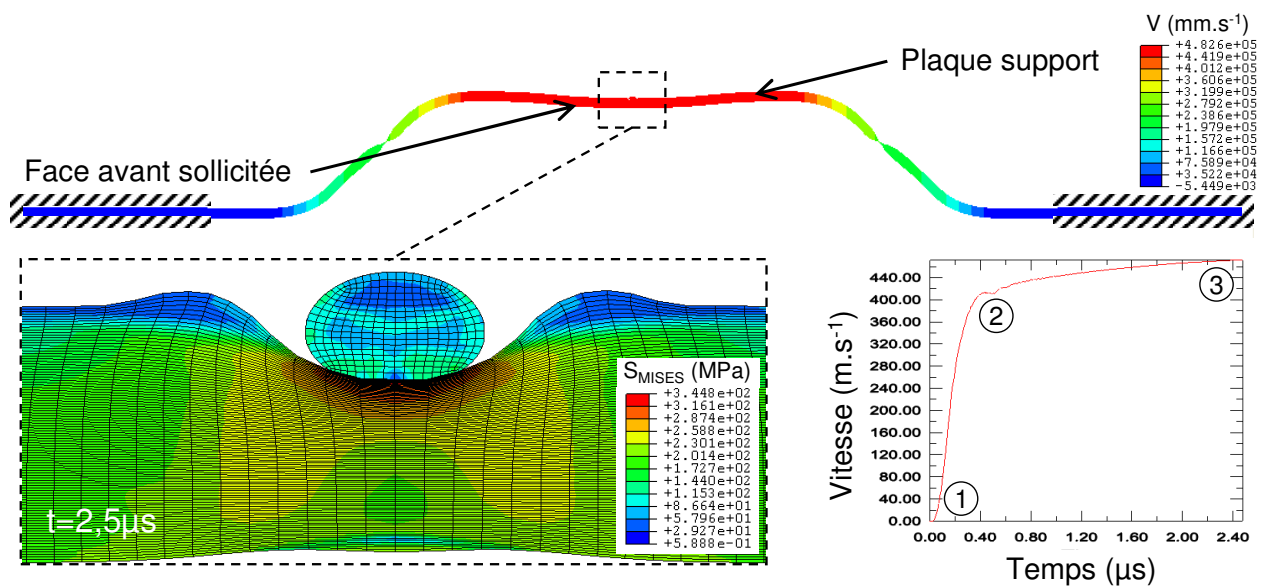 V (mm.s⁻¹)
+4.826e+05
+4.419e+05
+4.012e+05
+3.606e+05
+3.199e+05
+2.792e+05
+2.386e+05
+1.979e+05
+1.572e+05
+1.166e+05
+7.589e+04
+3.522e+04
-5.449e+03
Plaque support
Face avant sollicitée
S_MISES (MPa)
+3.448e+02
+3.161e+02
+2.874e+02
+2.588e+02
+2.301e+02
+2.014e+02
+1.727e+02
+1.440e+02
+1.153e+02
+8.664e+01
+5.796e+01
+2.927e+01
+5.888e-01
t=2,5µs
Vitesse (m.s⁻¹)
440.00
400.00
360.00
320.00
280.00
240.00
200.00
160.00
120.00
80.00
40.00
0.00
1
2
3
0.00 0.40 0.80 1.20 1.60 2.00 2.40
Temps (µs)